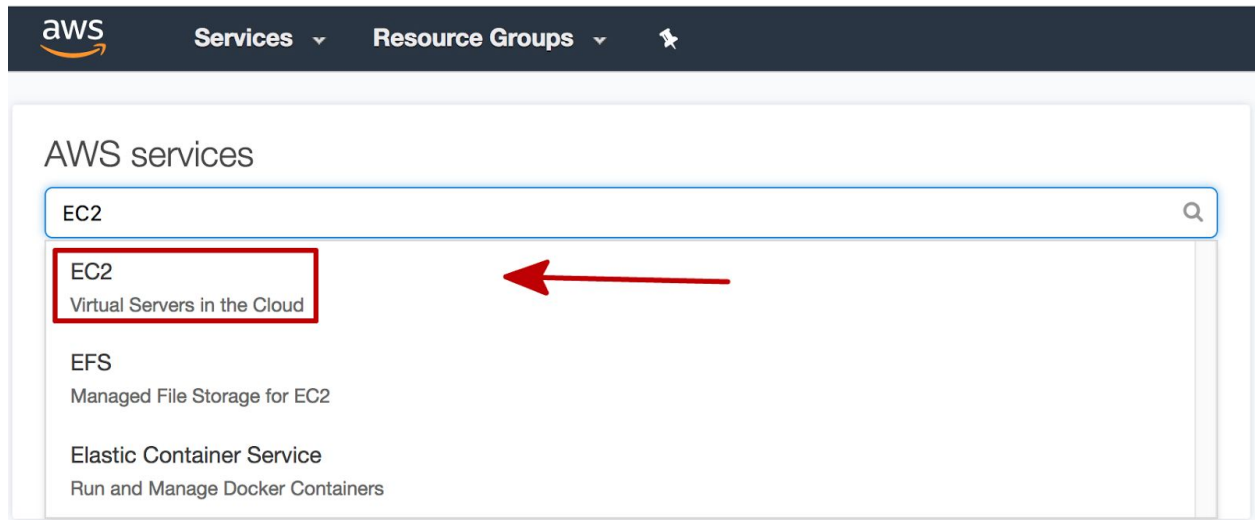 aws
Services
Resource Groups
AWS services
EC2
EC2
Virtual Servers in the Cloud
EFS
Managed File Storage for EC2
Elastic Container Service
Run and Manage Docker Containers